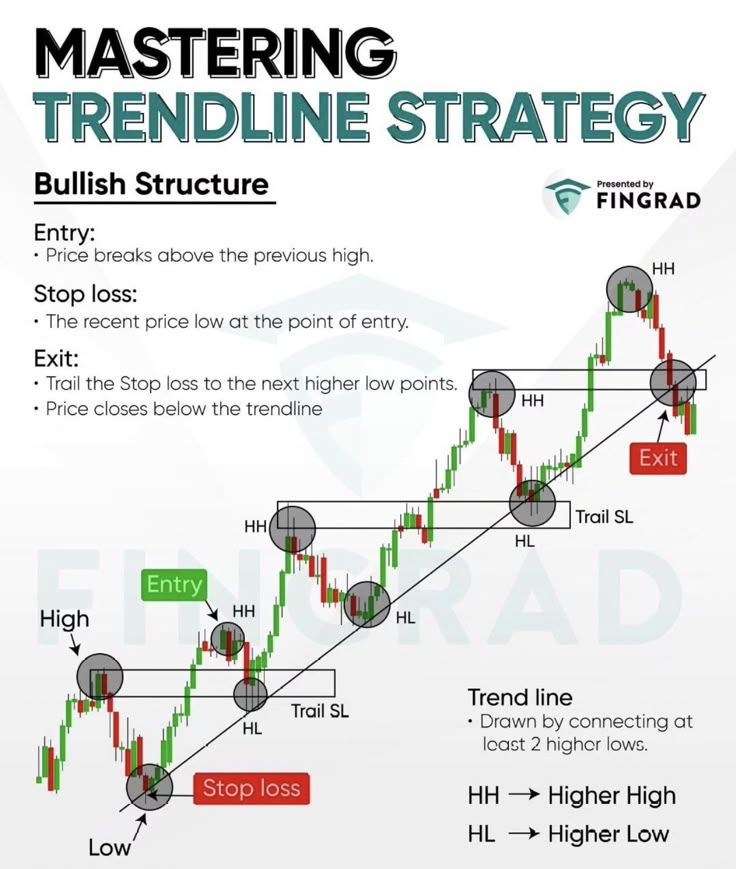 MASTERING
TRENDLINE STRATEGY
Bullish Structure
Presented by
FINGRAD
Entry:
• Price breaks above the previous high.
Stop loss:
• The recent price low at the point of entry.
Exit:
• Trail the Stop loss to the next higher low points.
• Price closes below the trendline
HH
HH
Exit
HH
Trail SL
HL
Entry
HH
High
HL
FINGRAD
Trail SL
HL
Stop loss
Low
Trend line
• Drawn by connecting at
least 2 higher lows.
HH → Higher High
HL → Higher Low